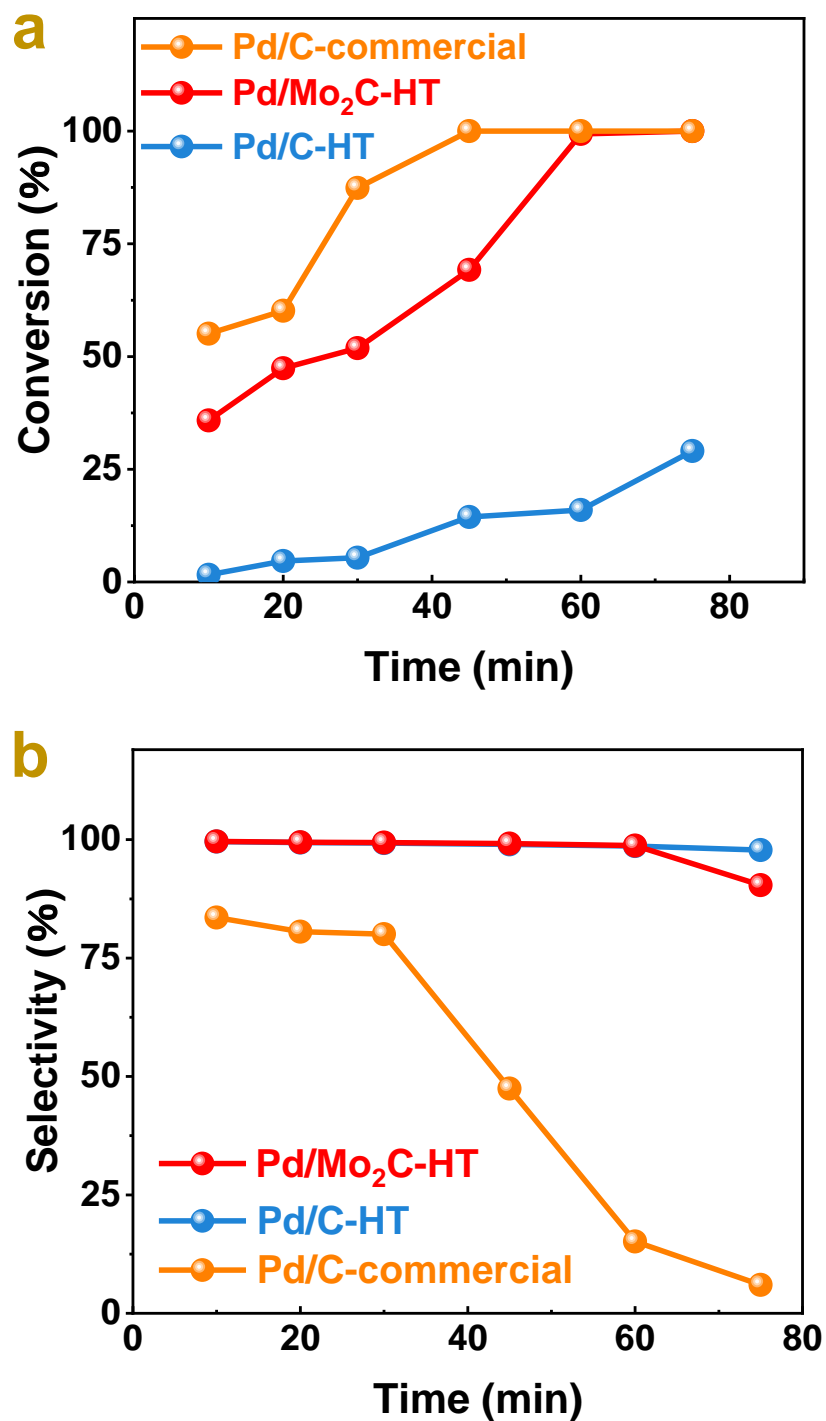 a
Pd/C-commercial
Pd/Mo₂C-HT
Pd/C-HT
100
75
50
25
0
Conversion (%)
0 20 40 60 80
Time (min)
b
100
75
50
25
0
Selectivity (%)
Pd/Mo₂C-HT
Pd/C-HT
Pd/C-commercial
0 20 40 60 80
Time (min)